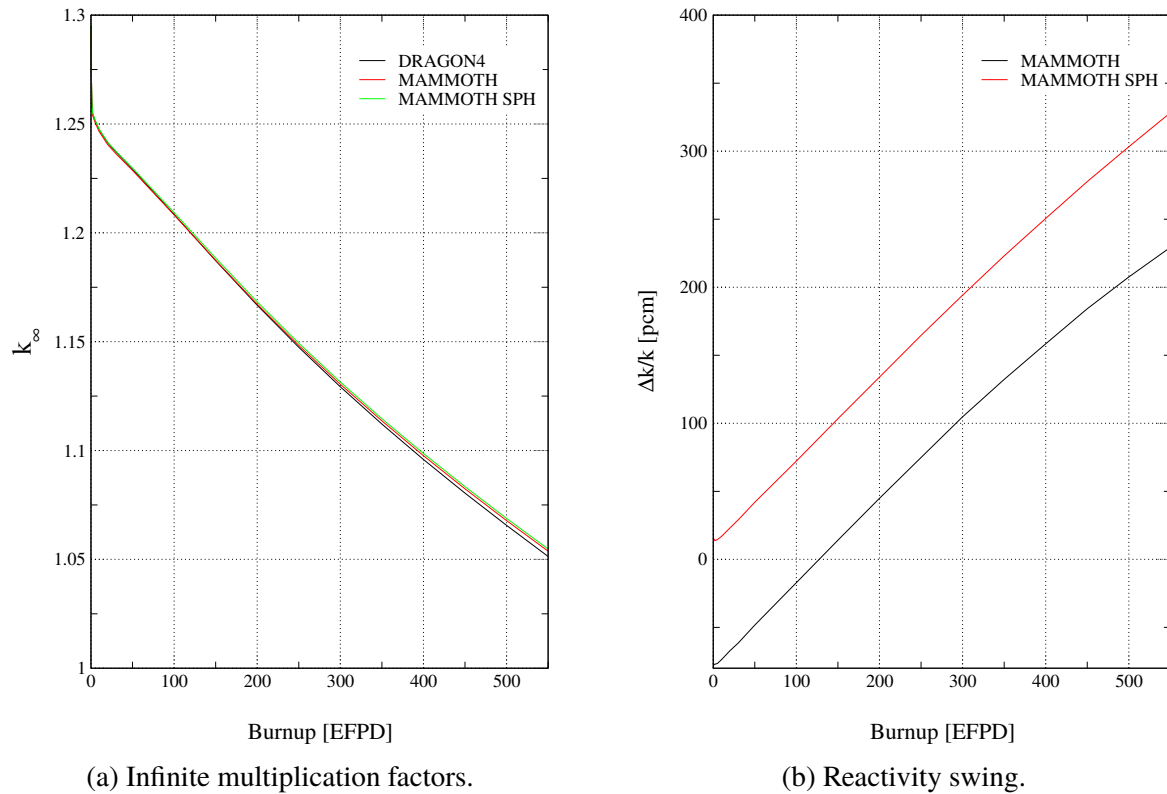 1.3
1.25
1.2
1.15
1.1
1.05
1
k∞
DRAGON4
MAMMOTH
MAMMOTH SPH
0 100 200 300 400 500
Burnup [EFPD]
(a) Infinite multiplication factors.
400
300
200
100
0
Δk/k [pcm]
MAMMOTH
MAMMOTH SPH
0 100 200 300 400 500
Burnup [EFPD]
(b) Reactivity swing.